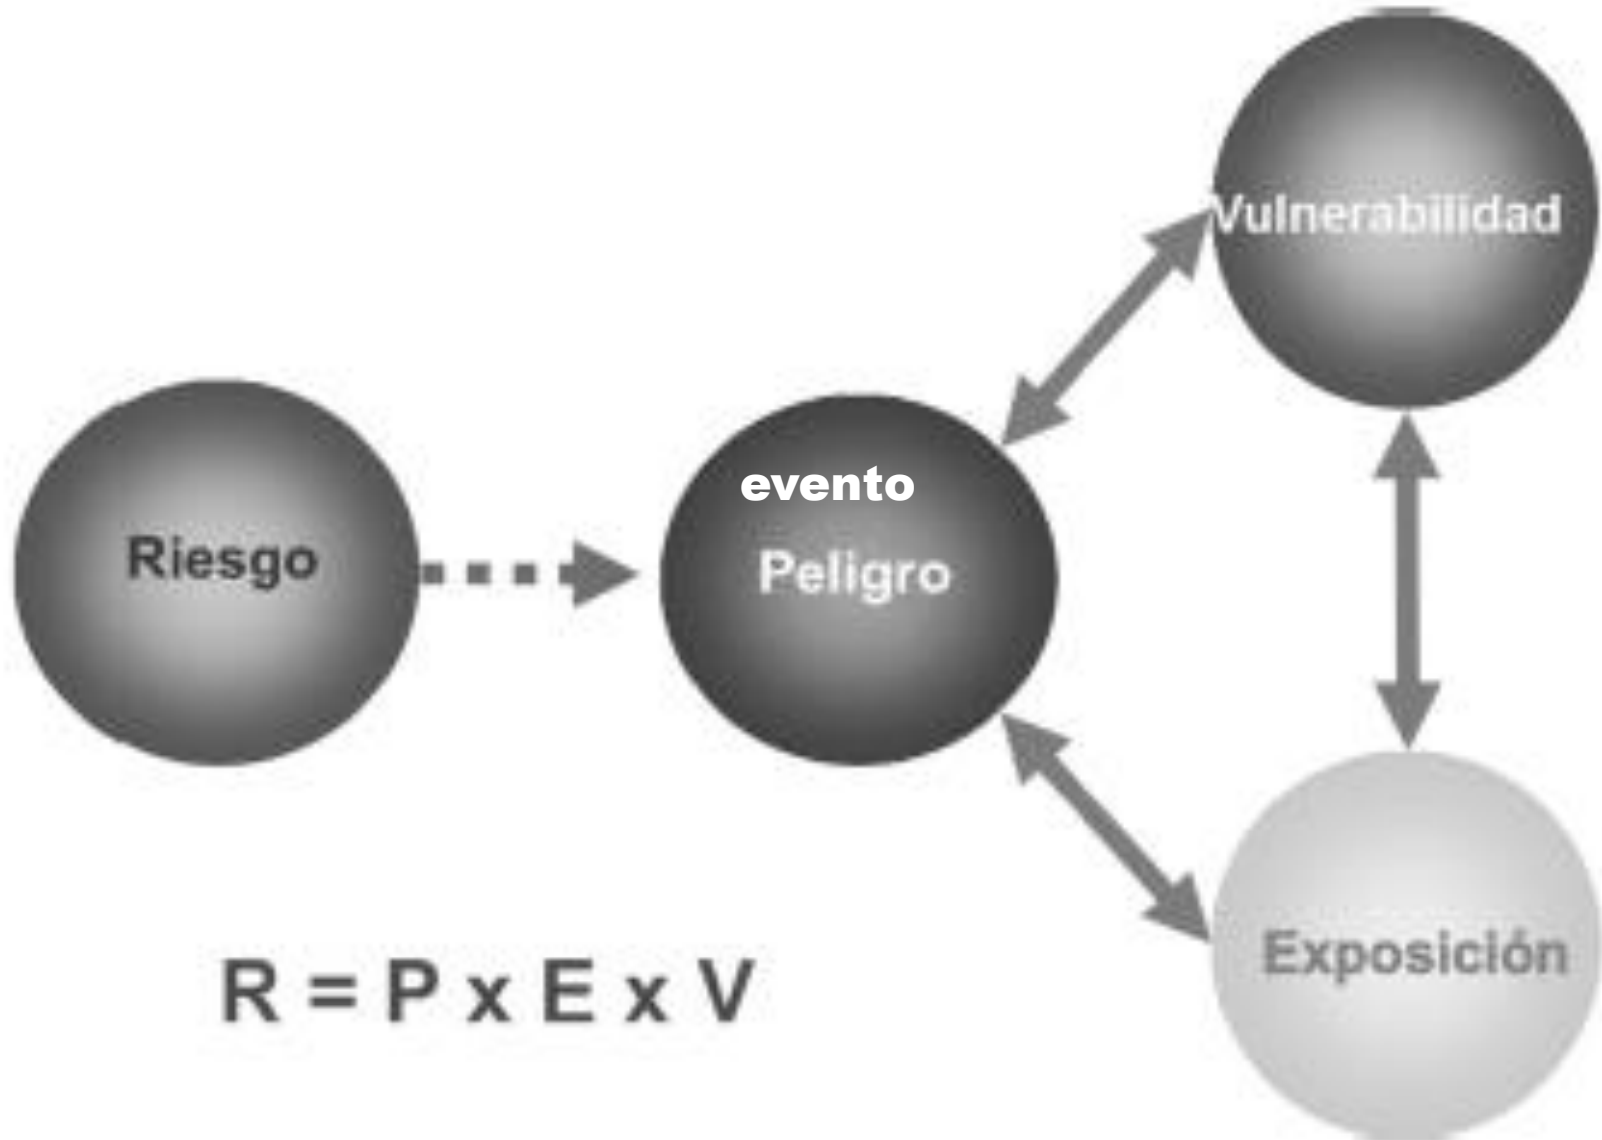 Vulnerabilidad
evento
Riesgo
Peligro
Exposición
R = P x E x V